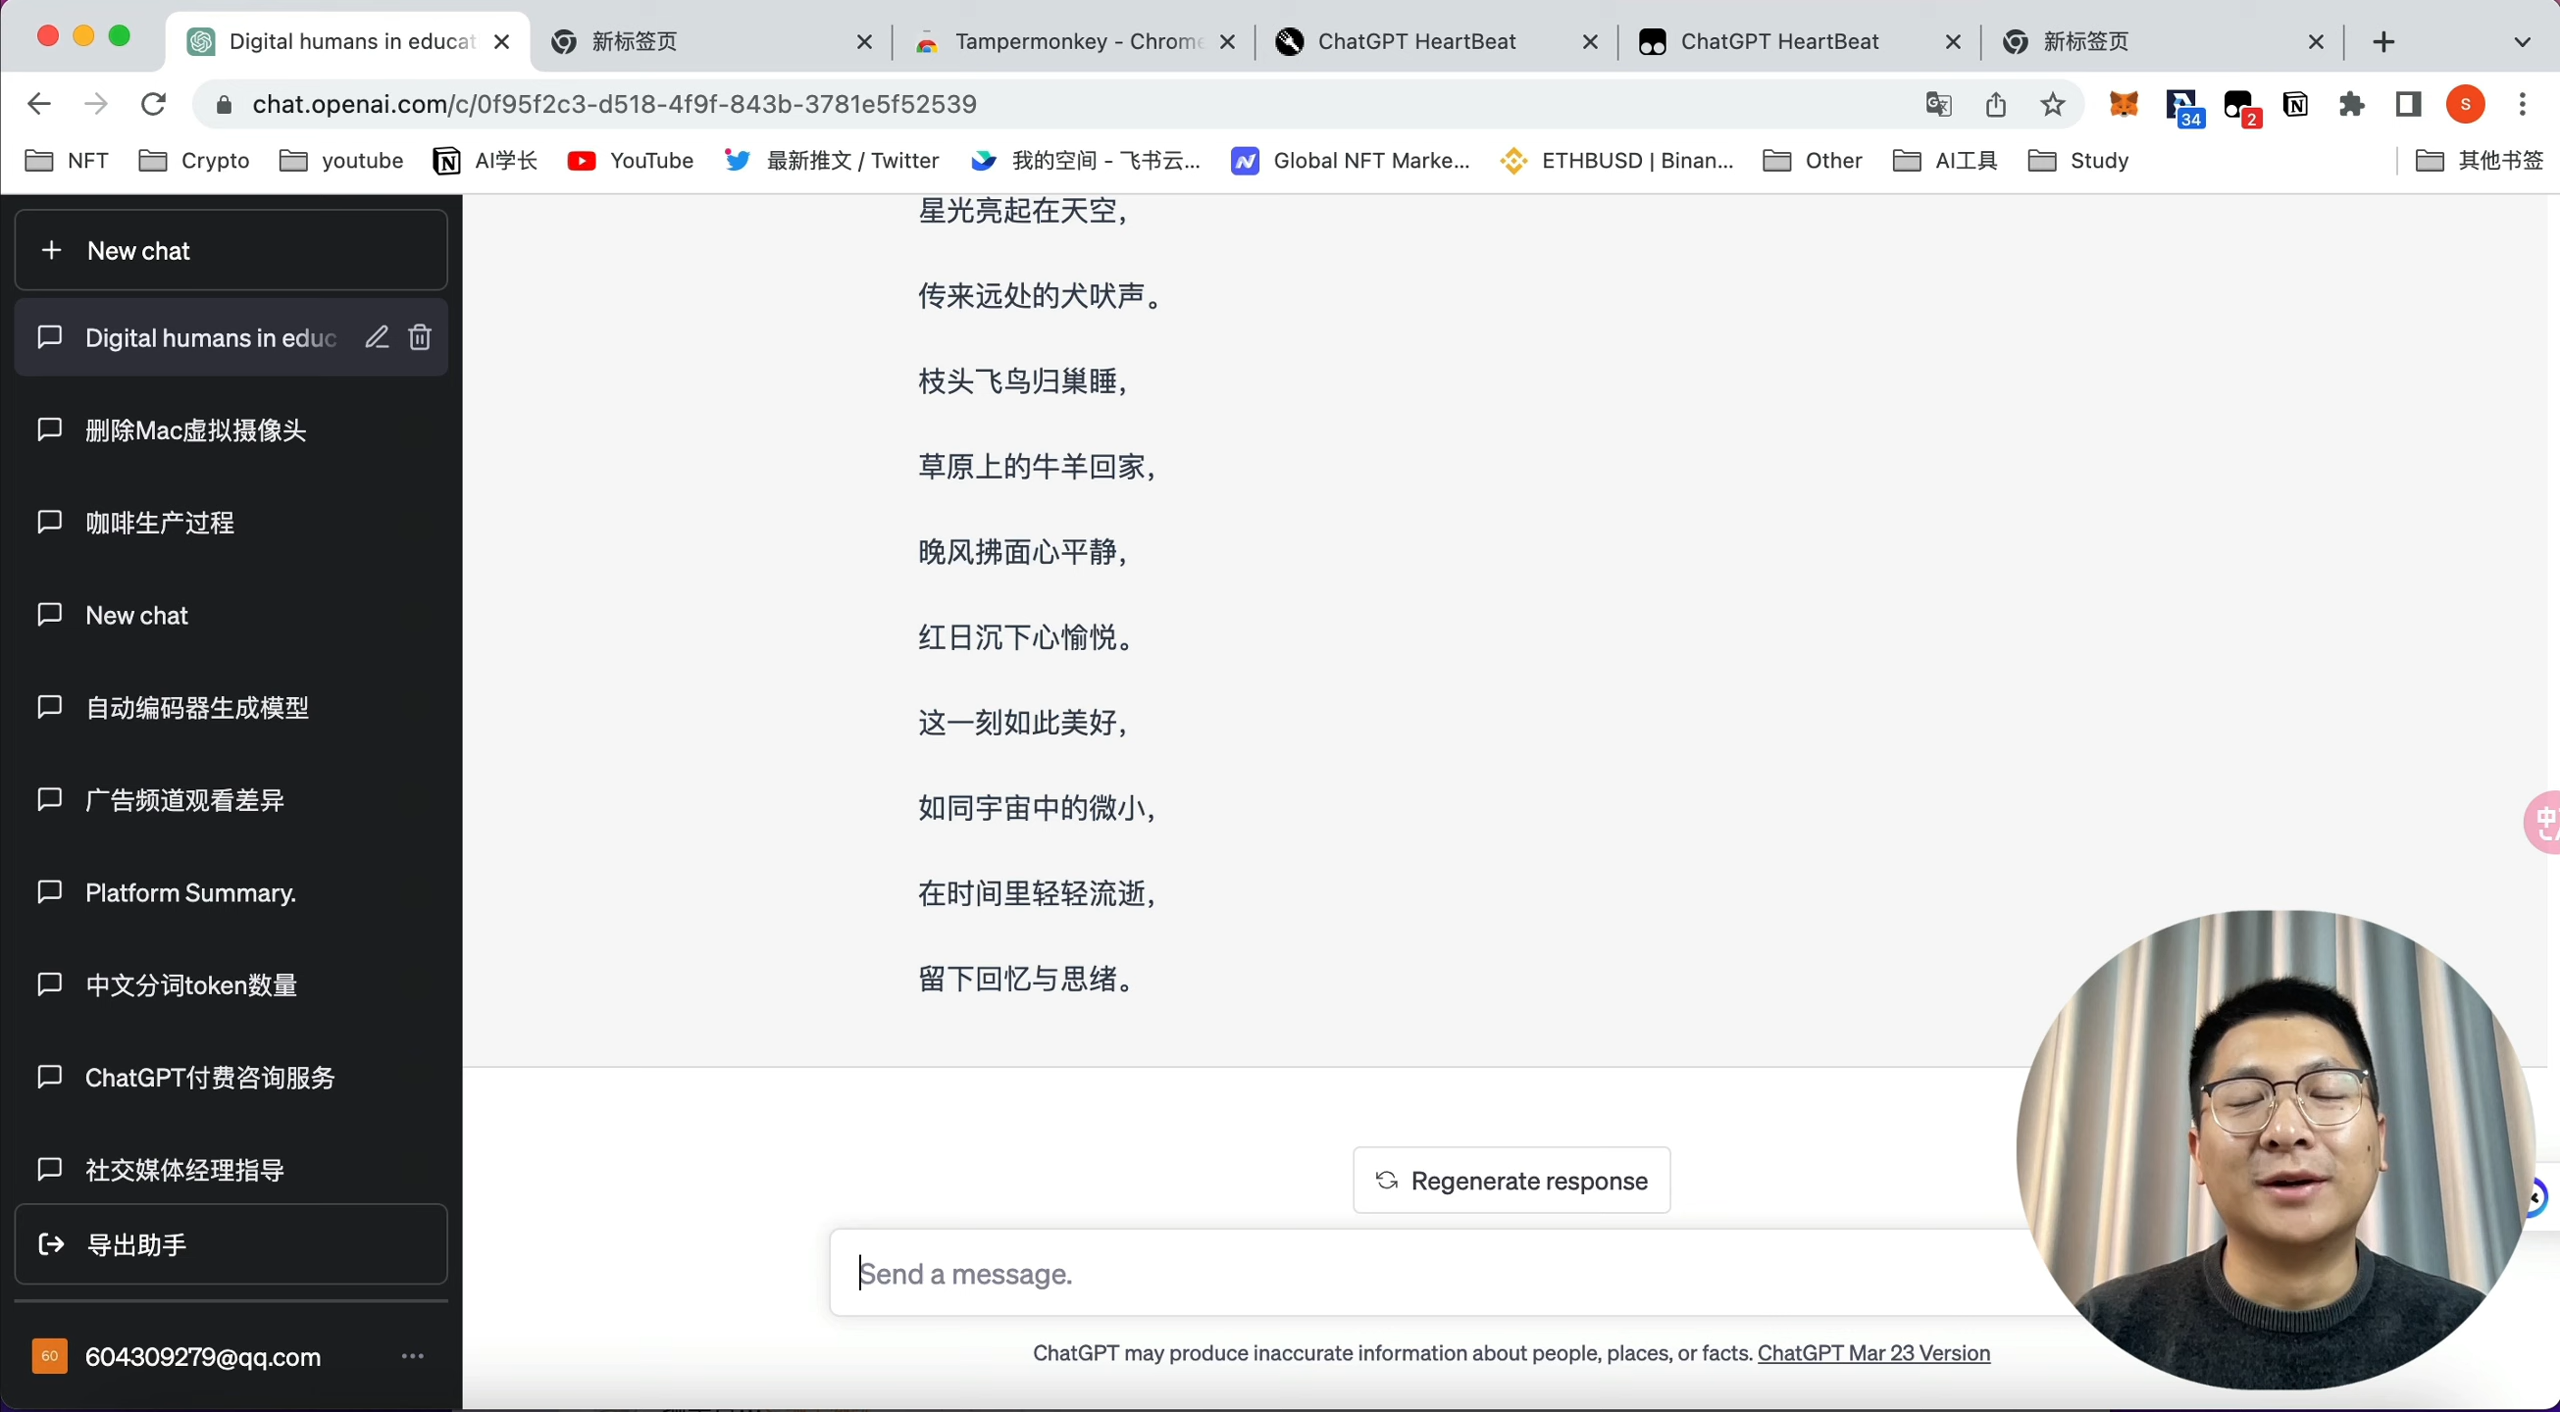 Digital humans in educat
新标签页
Tampermonkey - Chrome
ChatGPT HeartBeat
ChatGPT HeartBeat
新标签页
chat.openai.com/c/0f95f2c3-d518-4f9f-843b-3781e5f52539
34
2
S
NFT
Crypto
youtube
AI学长
YouTube
最新推文 / Twitter
我的空间 - 飞书云...
Global NFT Marke...
ETHBUSD | Binan...
Other
AI工具
Study
其他书签
New chat
Digital humans in educ
删除Mac虚拟摄像头
咖啡生产过程
New chat
自动编码器生成模型
广告频道观看差异
Platform Summary.
中文分词token数量
ChatGPT付费咨询服务
社交媒体经理指导
导出助手
60
604309279@qq.com
星光亮起在天空，
传来远处的犬吠声。
枝头飞鸟归巢睡，
草原上的牛羊回家，
晚风拂面心平静，
红日沉下心愉悦。
这一刻如此美好，
如同宇宙中的微小，
在时间里轻轻流逝，
留下回忆与思绪。
中
Regenerate response
Send a message.
ChatGPT may produce inaccurate information about people, places, or facts. ChatGPT Mar 23 Version